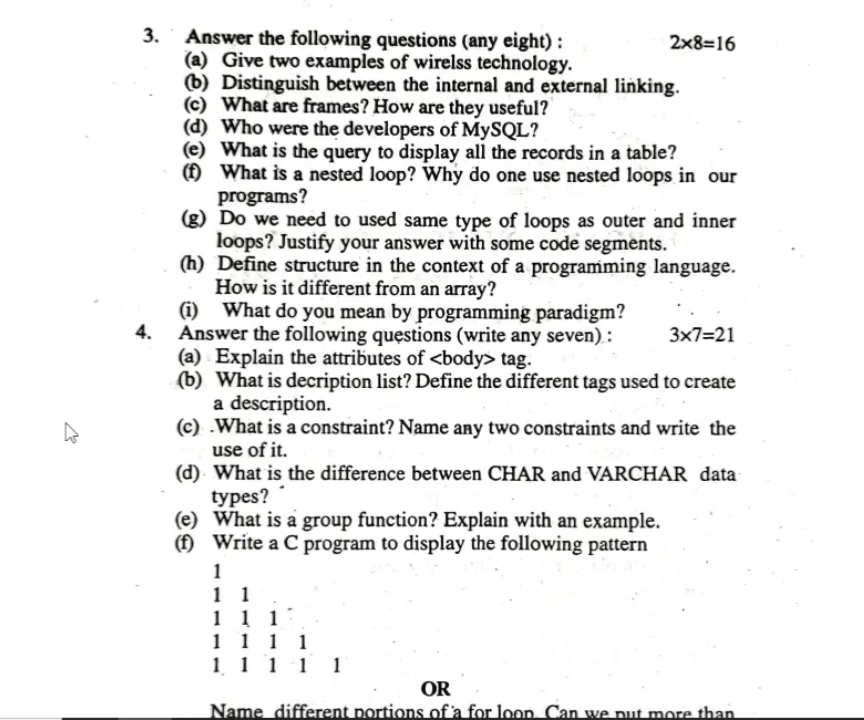 3. Answer the following questions (any eight) : 2×8=16
(a) Give two examples of wirelss technology.
(b) Distinguish between the internal and external linking.
(c) What are frames? How are they useful?
(d) Who were the developers of MySQL?
(e) What is the query to display all the records in a table?
(f) What is a nested loop? Why do one use nested loops in our
programs?
(g) Do we need to used same type of loops as outer and inner
loops? Justify your answer with some code segments.
(h) Define structure in the context of a programming language.
How is it different from an array?
(i) What do you mean by programming paradigm?
4. Answer the following questions (write any seven) : 3×7=21
(a) Explain the attributes of <body> tag.
(b) What is decription list? Define the different tags used to create
a description.
(c) .What is a constraint? Name any two constraints and write the
use of it.
(d) What is the difference between CHAR and VARCHAR data
types?
(e) What is a group function? Explain with an example.
(f) Write a C program to display the following pattern
1
1 1
1 1 1
1 1 1 1
1 1 1 1 1
OR
Name different portions of a for loop. Can we put more than